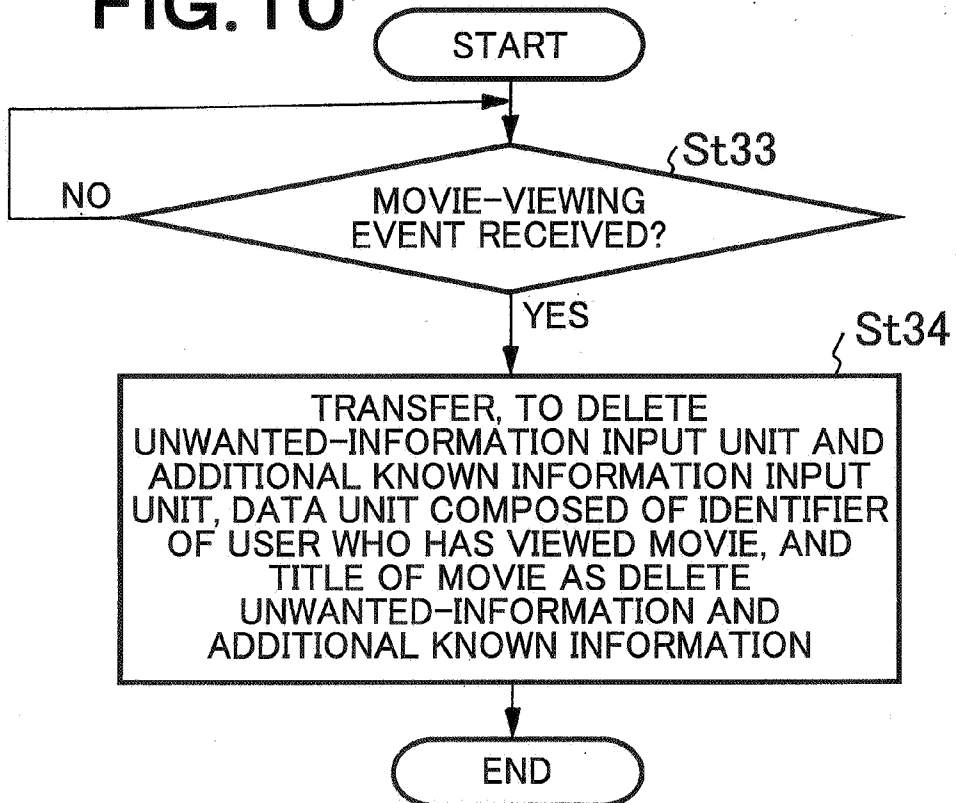 FIG. 10
START
St33
NO
MOVIE-VIEWING
EVENT RECEIVED?
YES
St34
TRANSFER, TO DELETE
UNWANTED-INFORMATION INPUT UNIT AND
ADDITIONAL KNOWN INFORMATION INPUT
UNIT, DATA UNIT COMPOSED OF IDENTIFIER
OF USER WHO HAS VIEWED MOVIE, AND
TITLE OF MOVIE AS DELETE
UNWANTED-INFORMATION AND
ADDITIONAL KNOWN INFORMATION
END